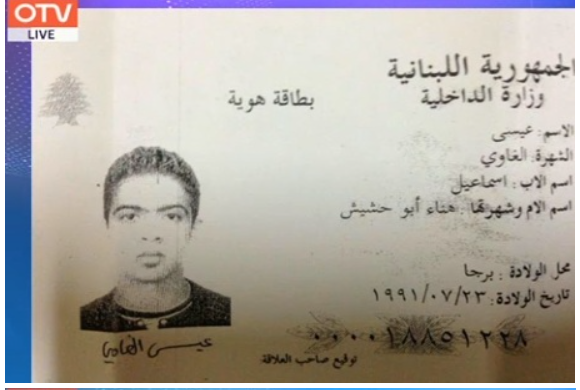 OTV
LIVE
الجمهورية اللبنانية
وزارة الداخلية
بطاقة هوية
الاسم: عيسى
الشهرة: الغاوي
اسم الاب: اسماعيل
اسم الام وشهرتها: هناء أبو حشيش
محل الولادة: برجا
تاريخ الولادة: ١٩٩١/٠٧/٢٣
٠٠٠٠١٨٨٥١٢٢٨
عيسى الغاوي
توقيع صاحب العلاقة